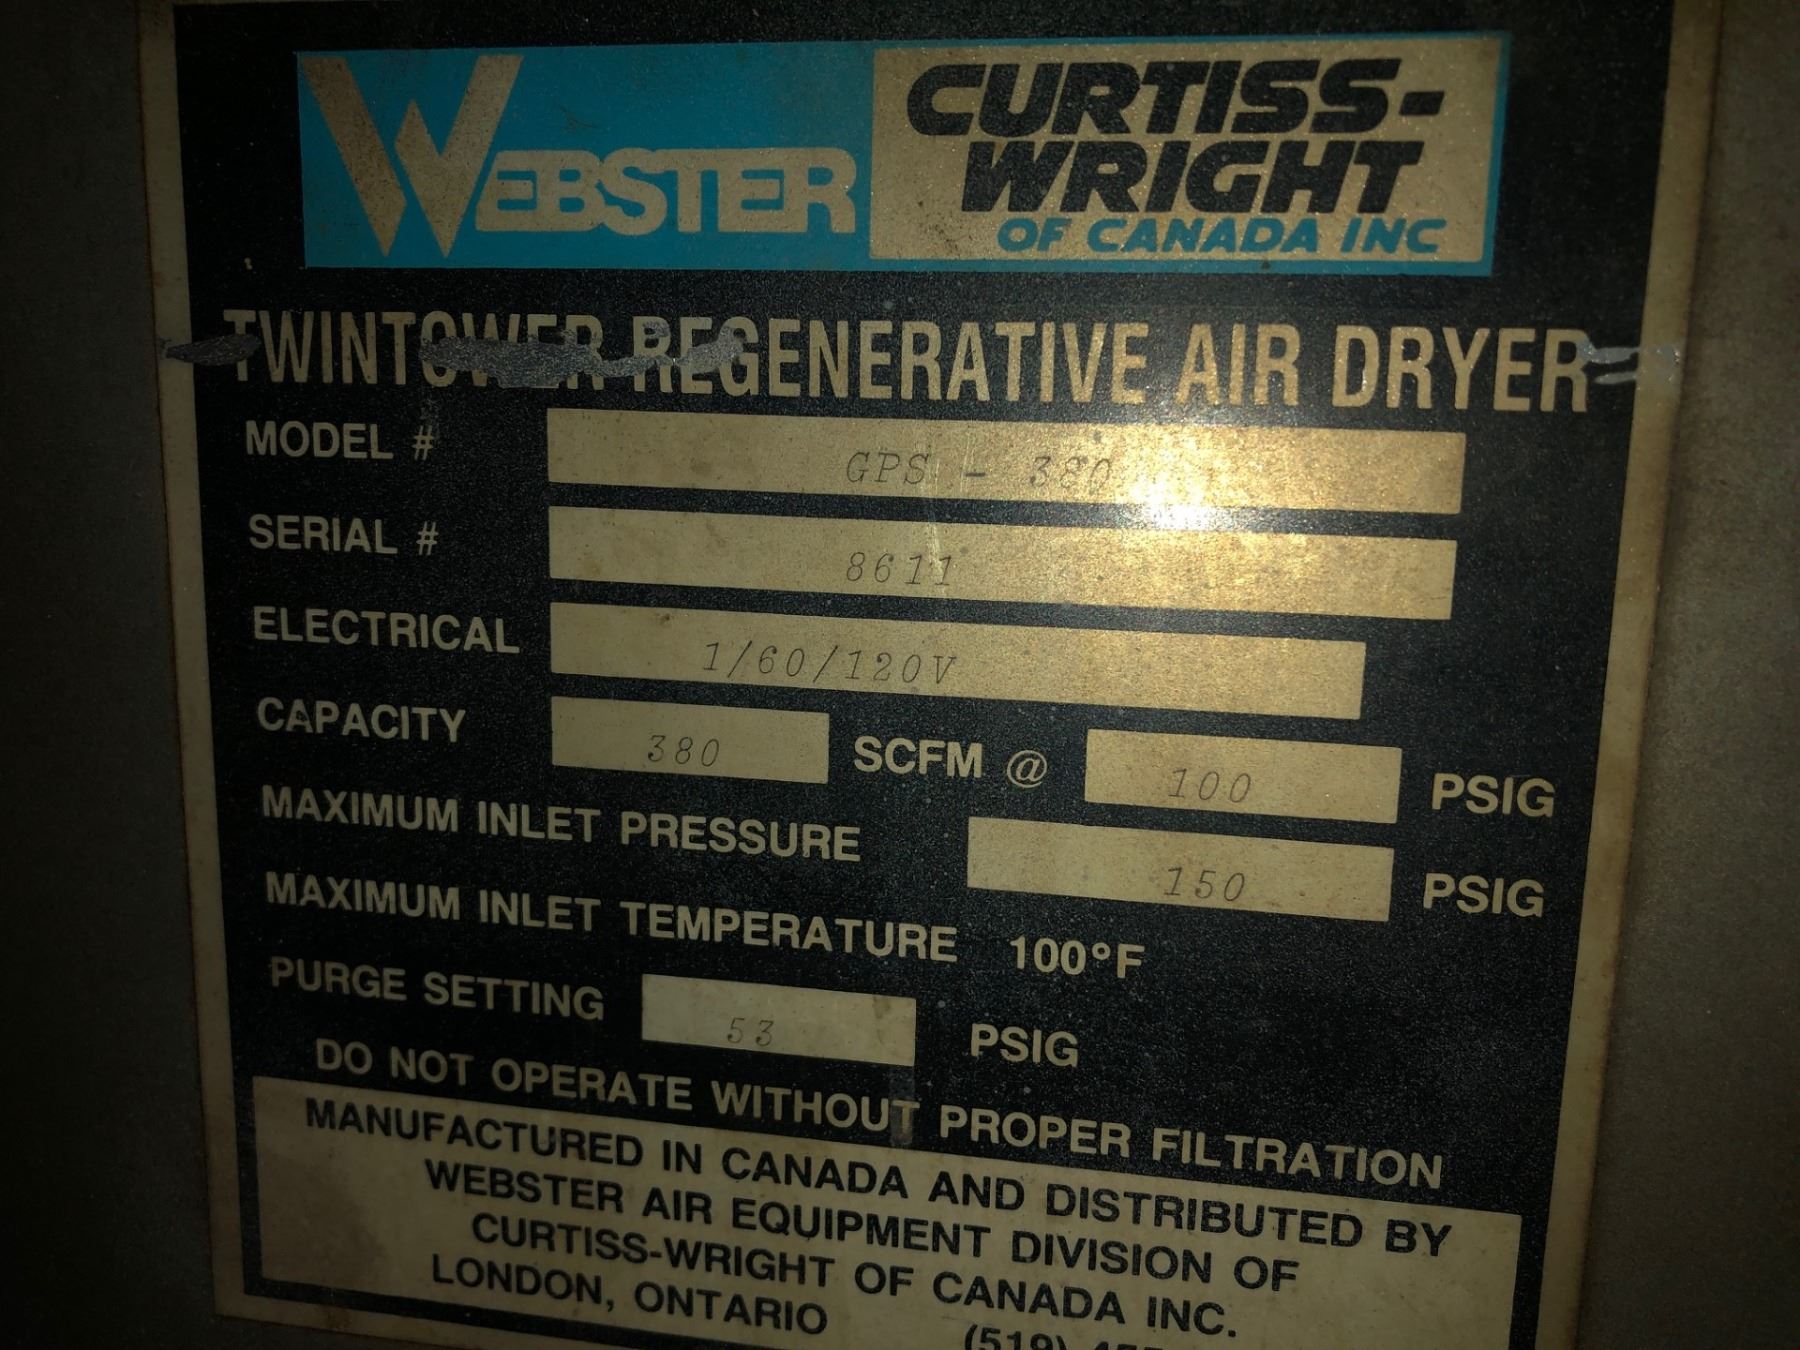 WEBSTER
CURTISS-
WRIGHT
OF CANADA INC
TWINTOWER REGENERATIVE AIR DRYER
MODEL # GPS - 380
SERIAL # 8611
ELECTRICAL 1/60/120V
CAPACITY 380 SCFM @ 100 PSIG
MAXIMUM INLET PRESSURE 150 PSIG
MAXIMUM INLET TEMPERATURE 100°F
PURGE SETTING 53 PSIG
DO NOT OPERATE WITHOUT PROPER FILTRATION
MANUFACTURED IN CANADA AND DISTRIBUTED BY
WEBSTER AIR EQUIPMENT DIVISION OF
CURTISS-WRIGHT OF CANADA INC.
LONDON, ONTARIO (519)